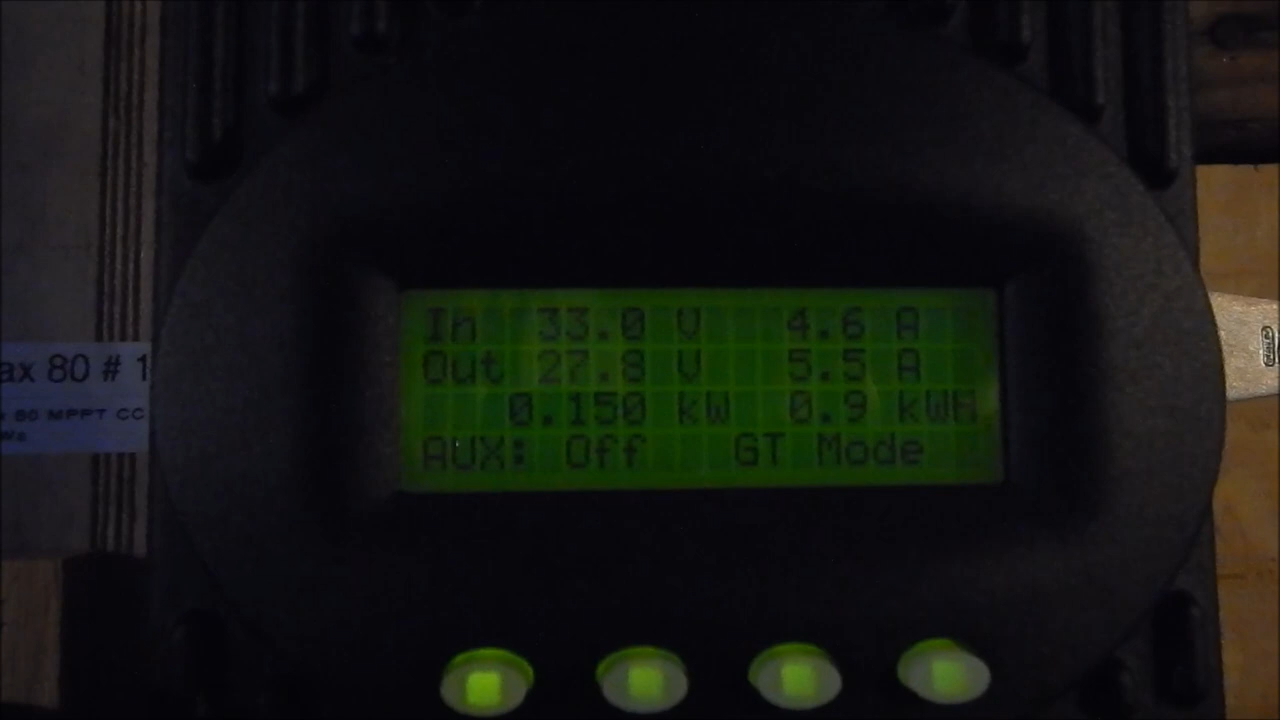 In 33.0 V 4.6 A
Out 27.8 V 5.5 A
0.150 kW 0.9 kWH
AUX: Off GT Mode
ax 80 # 1
80 MPPT CC